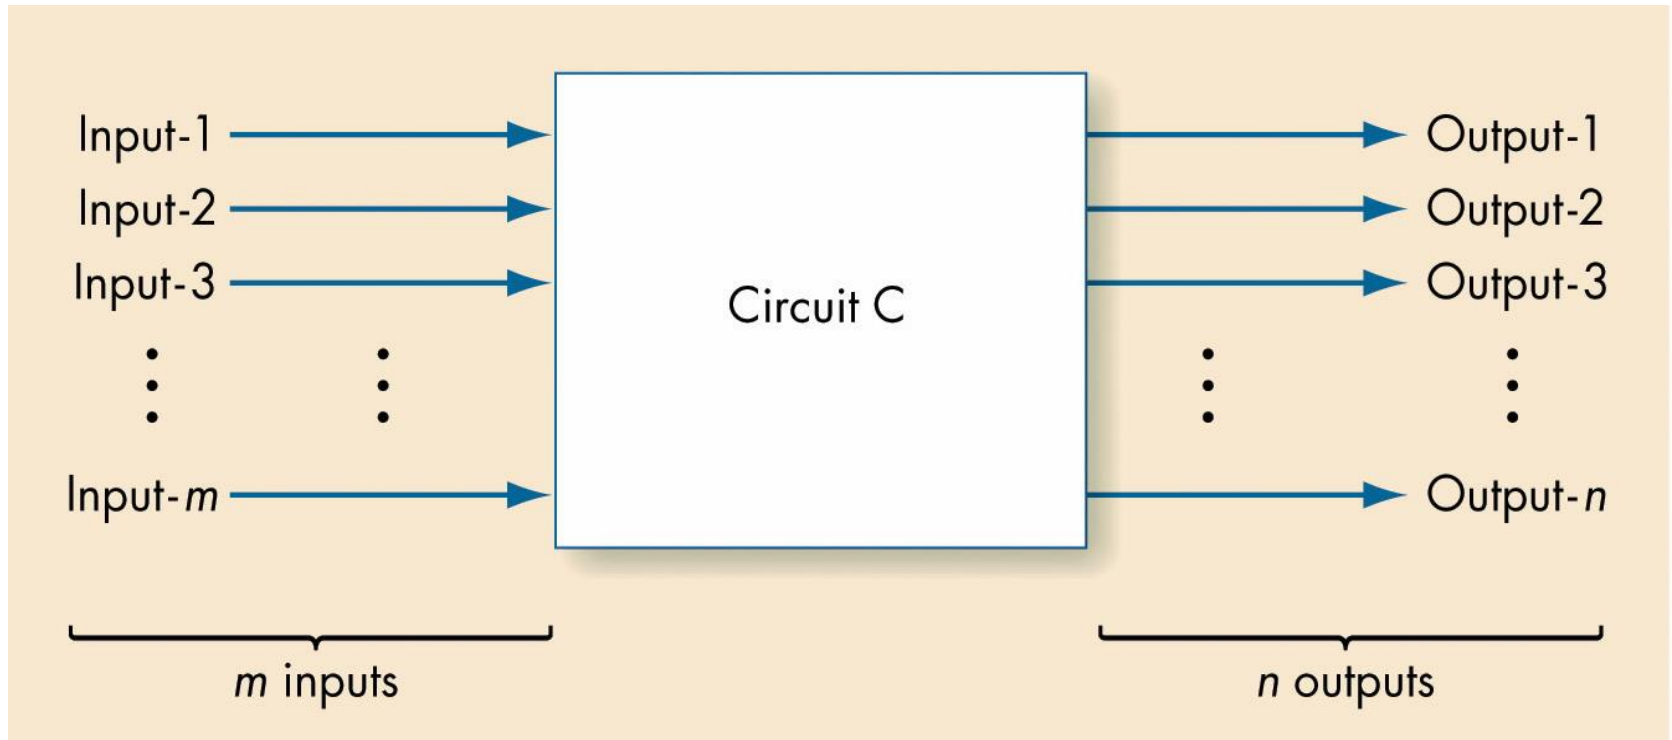 Input-1
Input-2
Input-3
Input-m
Circuit C
Output-1
Output-2
Output-3
Output-n
m inputs
n outputs